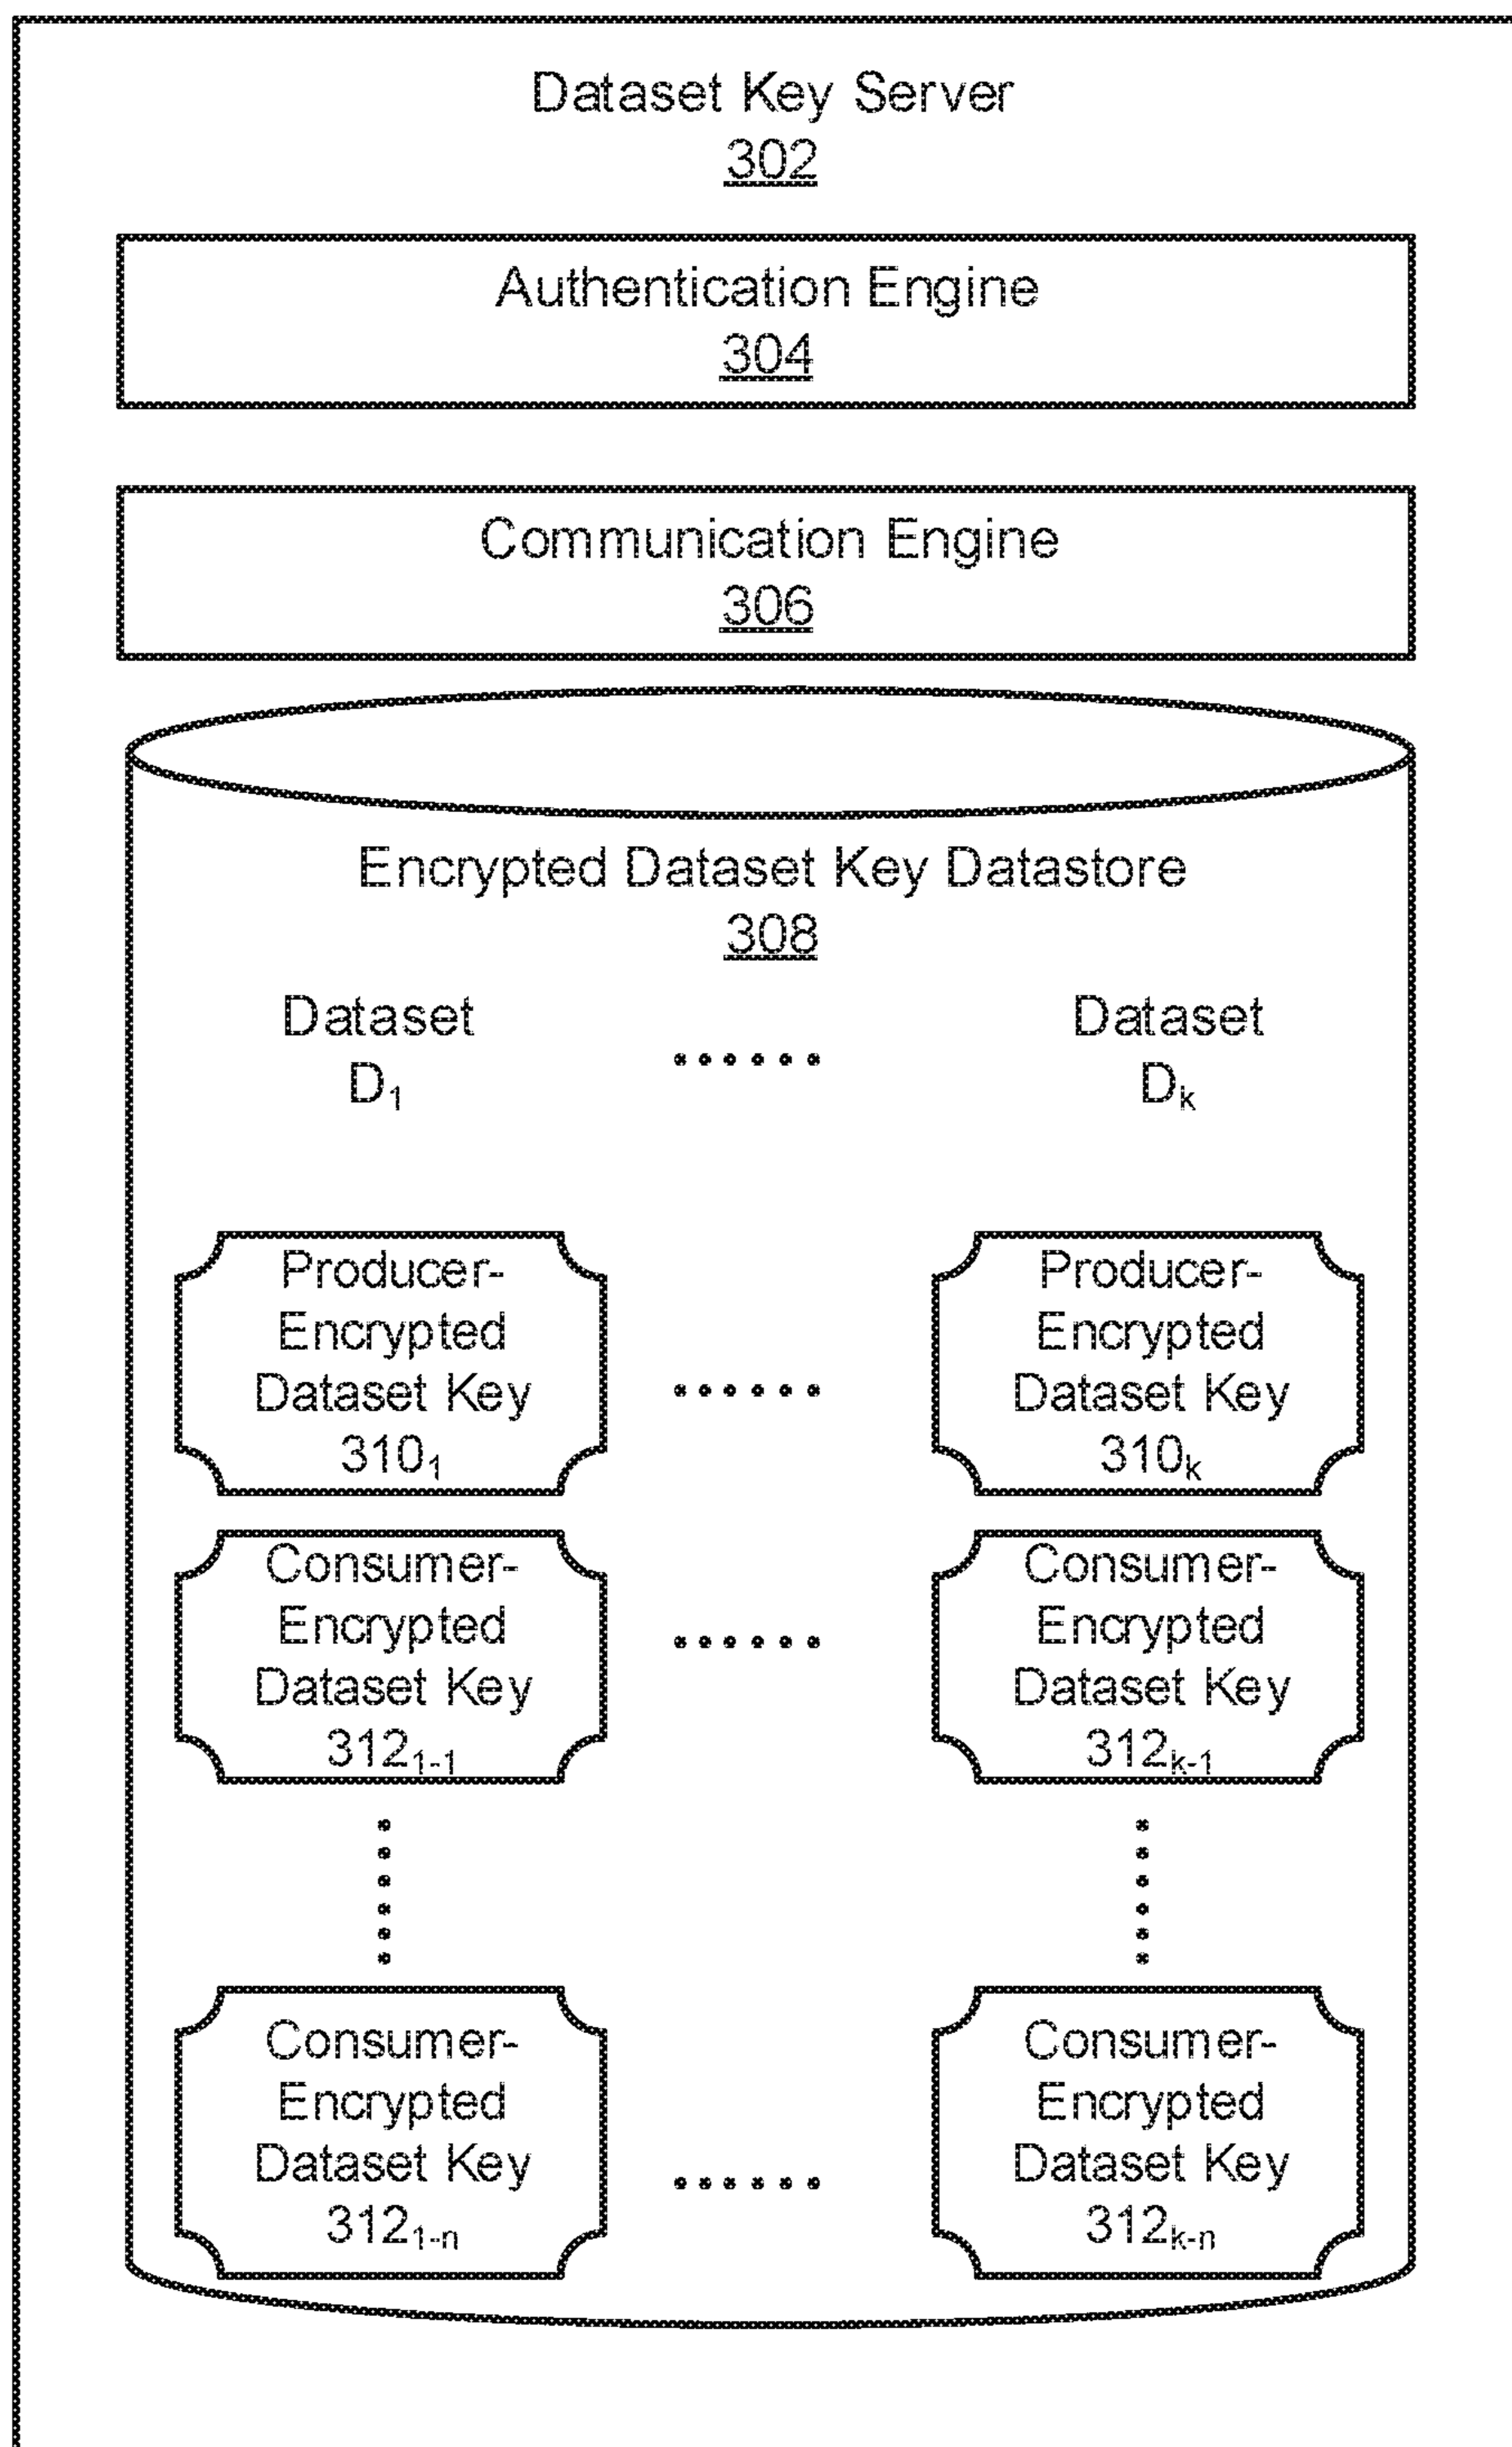 Dataset Key Server
302
Authentication Engine
304
Communication Engine
306
Encrypted Dataset Key Datastore
308
Dataset
D₁
......
Dataset
Dₖ
Producer-
Encrypted
Dataset Key
310₁
......
Producer-
Encrypted
Dataset Key
310ₖ
Consumer-
Encrypted
Dataset Key
312₁₋₁
......
Consumer-
Encrypted
Dataset Key
312ₖ₋₁
Consumer-
Encrypted
Dataset Key
312₁₋ₙ
......
Consumer-
Encrypted
Dataset Key
312ₖ₋ₙ